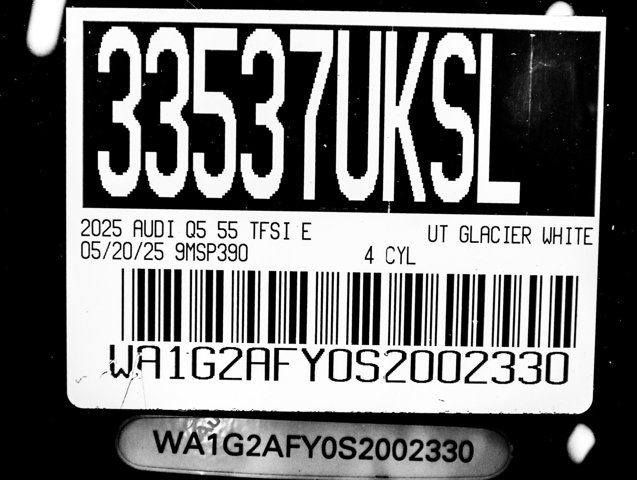 33537UKSL
2025 AUDI Q5 55 TFSI E UT GLACIER WHITE
05/20/25 9MSP390 4 CYL
WA1G2AFY0S2002330
WA1G2AFY0S2002330